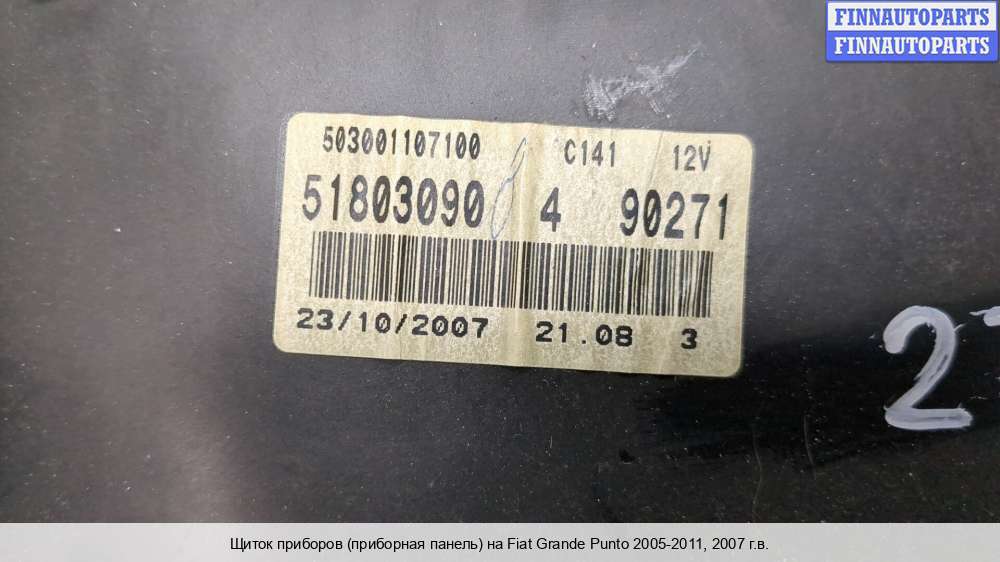 FINNAUTOPARTS
FINNAUTOPARTS
503001107100 C141 12V
51803090 4 90271
23/10/2007 21.08 3
2
Щиток приборов (приборная панель) на Fiat Grande Punto 2005-2011, 2007 г.в.